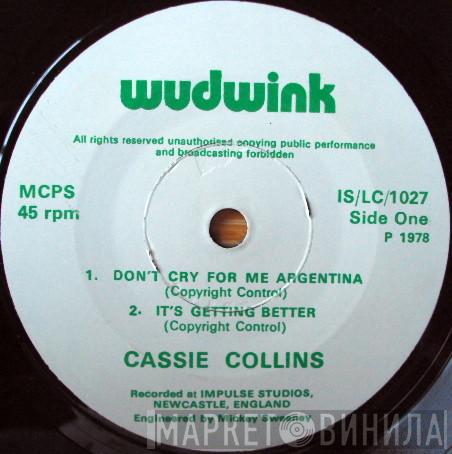 wudwink
All rights reserved unauthorised copying public performance
and broadcasting forbidden
MCPS
45 rpm
IS/LC/1027
Side One
P 1978
1. DON'T CRY FOR ME ARGENTINA
(Copyright Control)
2. IT'S GETTING BETTER
(Copyright Control)
CASSIE COLLINS
Recorded at IMPULSE STUDIOS,
NEWCASTLE, ENGLAND
Engineered by Mickey Sweeney
МАРКЕТ ВИНИЛА